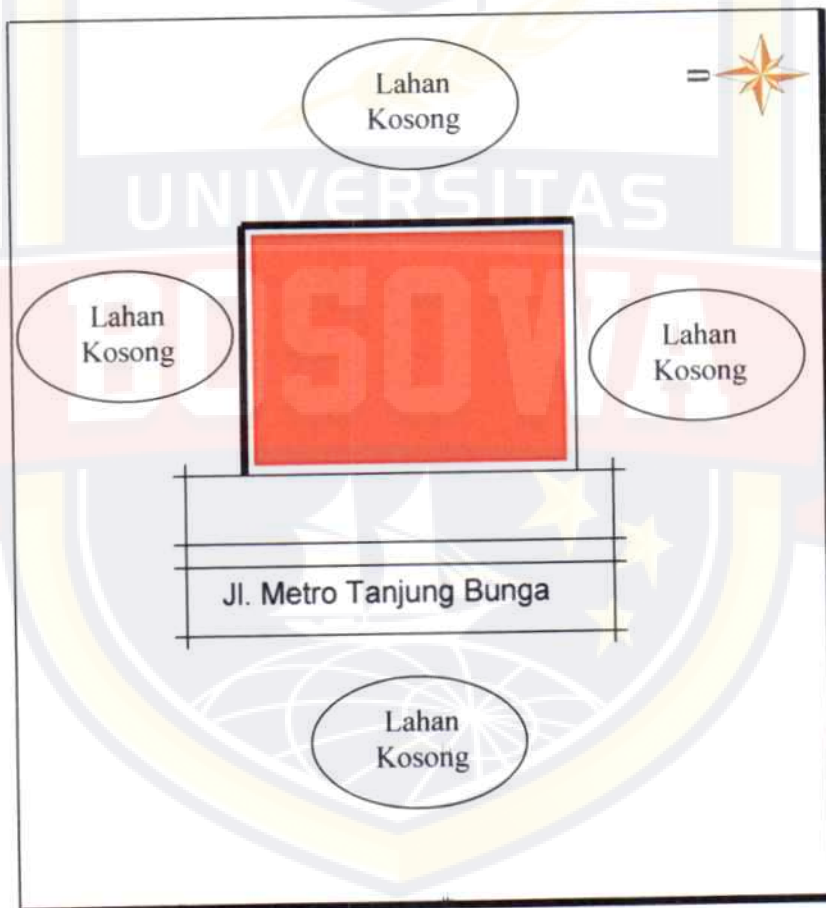 Lahan
Kosong
U
UNIVERSITAS
BOSOWA
Lahan
Kosong
Lahan
Kosong
Jl. Metro Tanjung Bunga
Lahan
Kosong